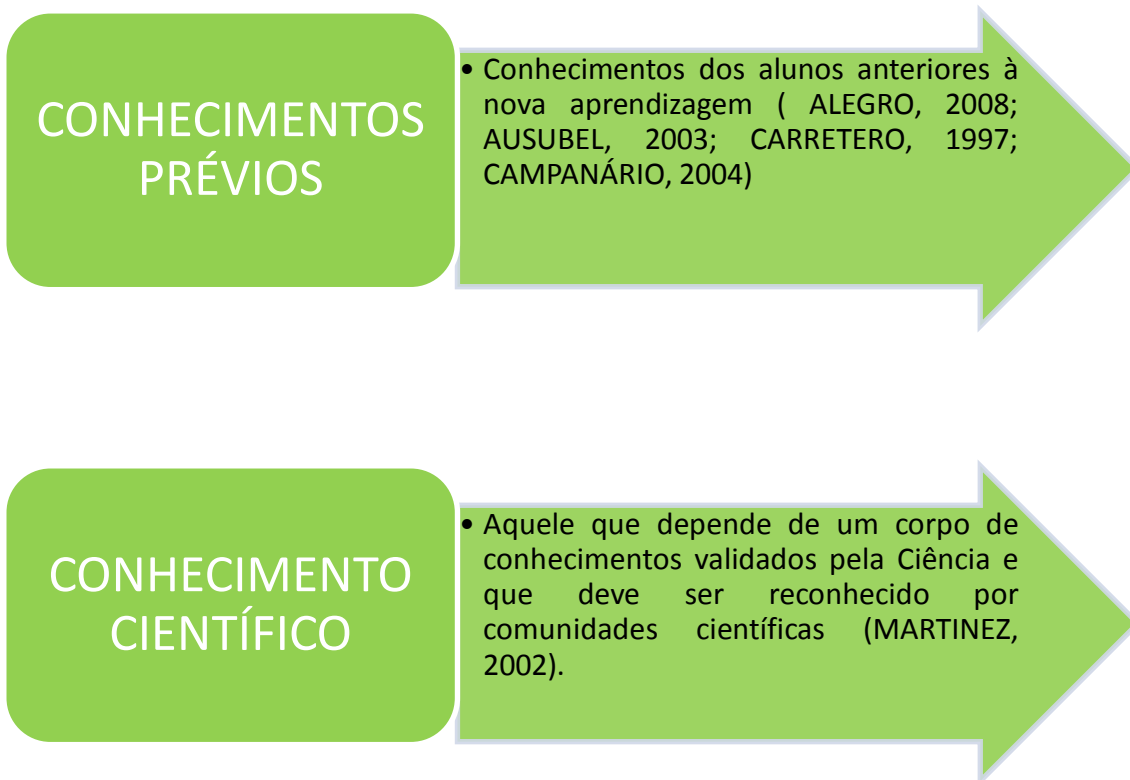 CONHECIMENTOS
PRÉVIOS
• Conhecimentos dos alunos anteriores à
nova aprendizagem ( ALEGRO, 2008;
AUSUBEL, 2003; CARRETERO, 1997;
CAMPANÁRIO, 2004)
CONHECIMENTO
CIENTÍFICO
• Aquele que depende de um corpo de
conhecimentos validados pela Ciência e
que deve ser reconhecido por
comunidades científicas (MARTINEZ,
2002).